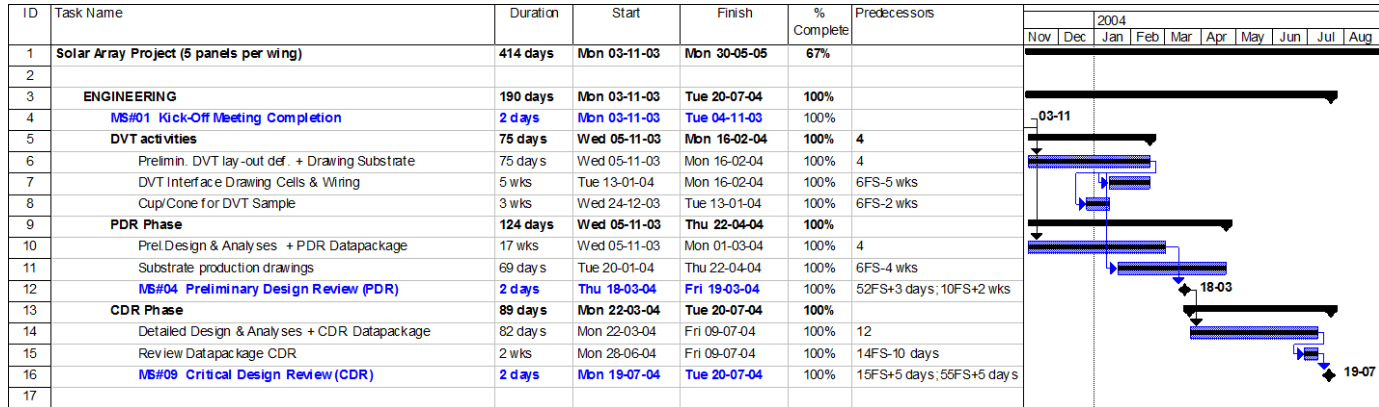 ID Task Name Duration Start Finish % Complete Predecessors 2004
Nov Dec Jan Feb Mar Apr May Jun Jul Aug
1 Solar Array Project (5 panels per wing) 414 days Mon 03-11-03 Mon 30-05-05 67%
2
3 ENGINEERING 190 days Mon 03-11-03 Tue 20-07-04 100%
4 MS#01 Kick-Off Meeting Completion 2 days Mon 03-11-03 Tue 04-11-03 100% 03-11
5 DVT activities 75 days Wed 05-11-03 Mon 16-02-04 100% 4
6 Prelimin. DVT lay-out def. + Drawing Substrate 75 days Wed 05-11-03 Mon 16-02-04 100% 4
7 DVT Interface Drawing Cells & Wiring 5 wks Tue 13-01-04 Mon 16-02-04 100% 6FS-5 wks
8 Cup/Cone for DVT Sample 3 wks Wed 24-12-03 Tue 13-01-04 100% 6FS-2 wks
9 PDR Phase 124 days Wed 05-11-03 Thu 22-04-04 100%
10 Prel.Design & Analyses + PDR Datapackage 17 wks Wed 05-11-03 Mon 01-03-04 100% 4
11 Substrate production drawings 69 days Tue 20-01-04 Thu 22-04-04 100% 6FS-4 wks
12 MS#04 Preliminary Design Review (PDR) 2 days Thu 18-03-04 Fri 19-03-04 100% 52FS+3 days;10FS+2 wks 18-03
13 CDR Phase 89 days Mon 22-03-04 Tue 20-07-04 100%
14 Detailed Design & Analyses + CDR Datapackage 82 days Mon 22-03-04 Fri 09-07-04 100% 12
15 Review Datapackage CDR 2 wks Mon 28-06-04 Fri 09-07-04 100% 14FS-10 days
16 MS#09 Critical Design Review (CDR) 2 days Mon 19-07-04 Tue 20-07-04 100% 15FS+5 days;55FS+5 days 19-07
17